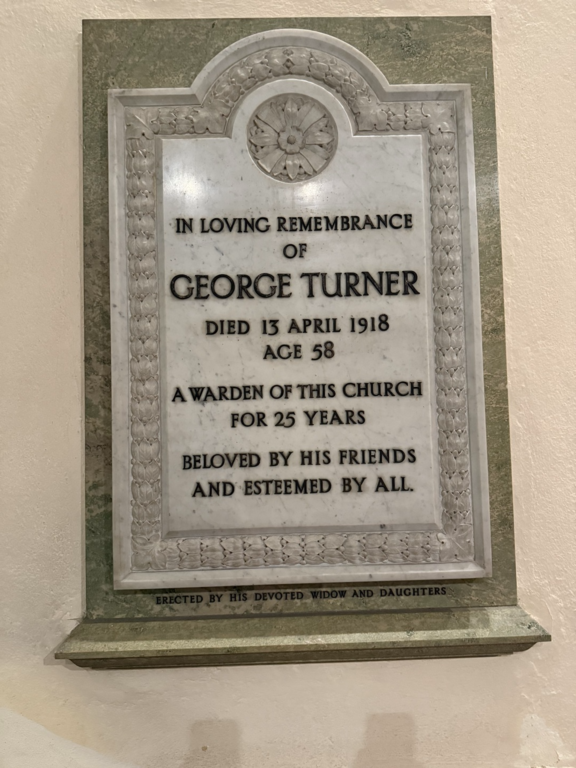 IN LOVING REMEMBRANCE
OF
GEORGE TURNER
DIED 13 APRIL 1918
AGE 58
A WARDEN OF THIS CHURCH
FOR 25 YEARS
BELOVED BY HIS FRIENDS
AND ESTEEMED BY ALL.
ERECTED BY HIS DEVOTED WIDOW AND DAUGHTERS